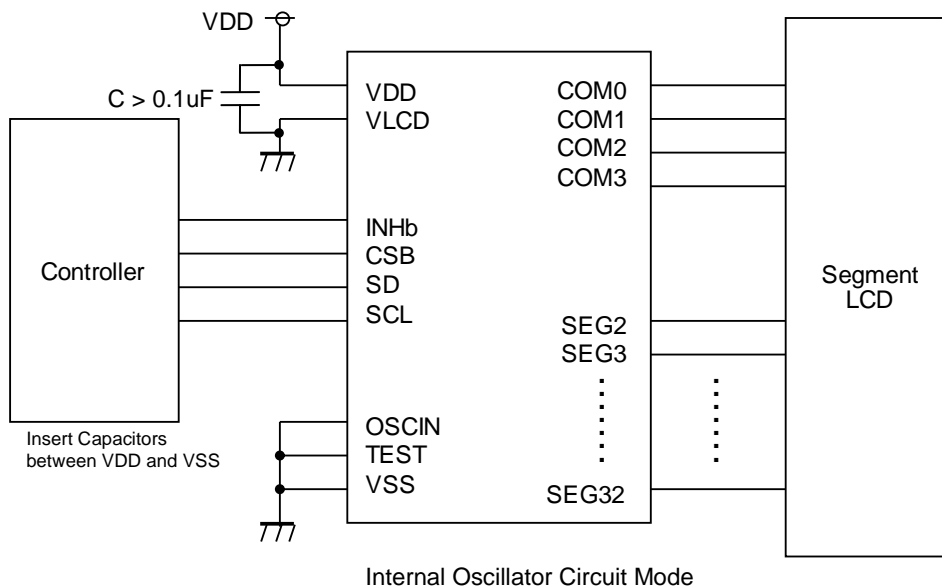 VDD
C > 0.1uF
Controller
Insert Capacitors
between VDD and VSS
VDD
VLCD
INHb
CSB
SD
SCL
OSCIN
TEST
VSS
COM0
COM1
COM2
COM3
SEG2
SEG3
SEG32
Segment
LCD
Internal Oscillator Circuit Mode